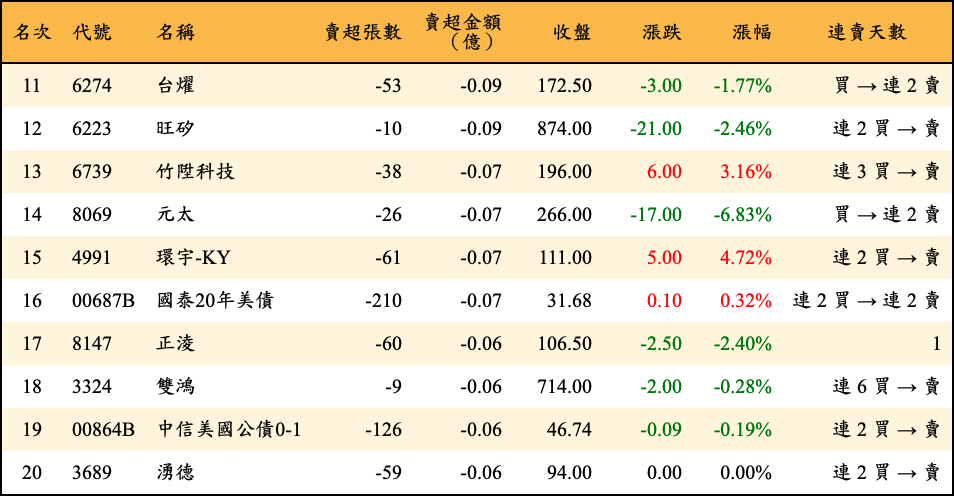 名次 代號 名稱 賣超張數 賣超金額（億） 收盤 漲跌 漲幅 連賣天數
11 6274 台燿 -53 -0.09 172.50 -3.00 -1.77% 買 → 連 2 賣
12 6223 旺矽 -10 -0.09 874.00 -21.00 -2.46% 連 2 買 → 賣
13 6739 竹陞科技 -38 -0.07 196.00 6.00 3.16% 連 3 買 → 賣
14 8069 元太 -26 -0.07 266.00 -17.00 -6.83% 買 → 連 2 賣
15 4991 環宇-KY -61 -0.07 111.00 5.00 4.72% 連 2 買 → 賣
16 00687B 國泰20年美債 -210 -0.07 31.68 0.10 0.32% 連 2 買 → 連 2 賣
17 8147 正淩 -60 -0.06 106.50 -2.50 -2.40% 1
18 3324 雙鴻 -9 -0.06 714.00 -2.00 -0.28% 連 6 買 → 賣
19 00864B 中信美國公債0-1 -126 -0.06 46.74 -0.09 -0.19% 連 2 買 → 賣
20 3689 湧德 -59 -0.06 94.00 0.00 0.00% 連 2 買 → 賣